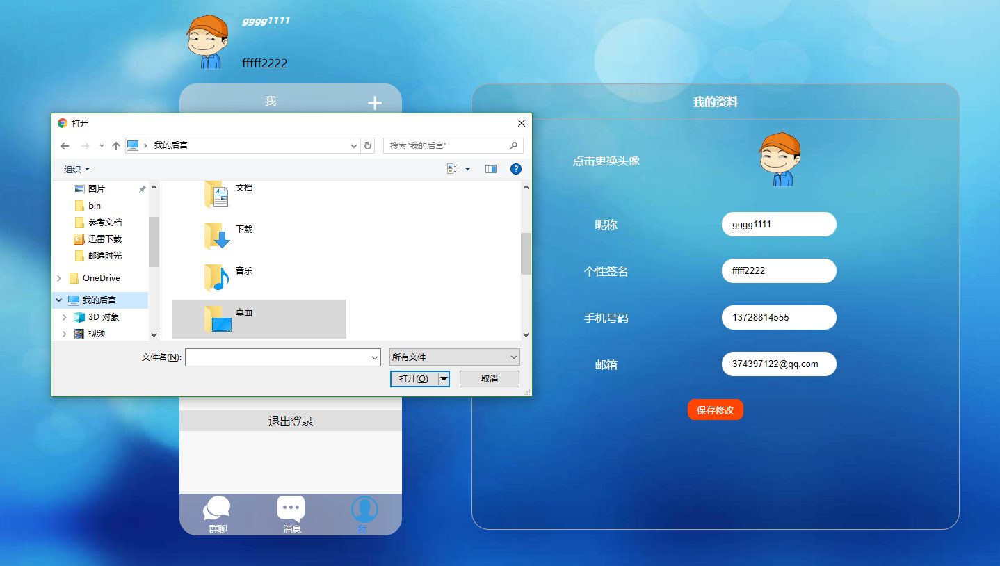 gggg1111
fffff2222
我
我的资料
打开
我的后宫
搜索"我的后宫"
组织
图片
bin
参考文档
迅雷下载
邮递时光
OneDrive
我的后宫
3D 对象
视频
文档
下载
音乐
桌面
文件名(N):
所有文件
打开(O)
取消
点击更换头像
昵称
gggg1111
个性签名
fffff2222
手机号码
13728814555
邮箱
374397122@qq.com
保存修改
退出登录
群聊
消息
我